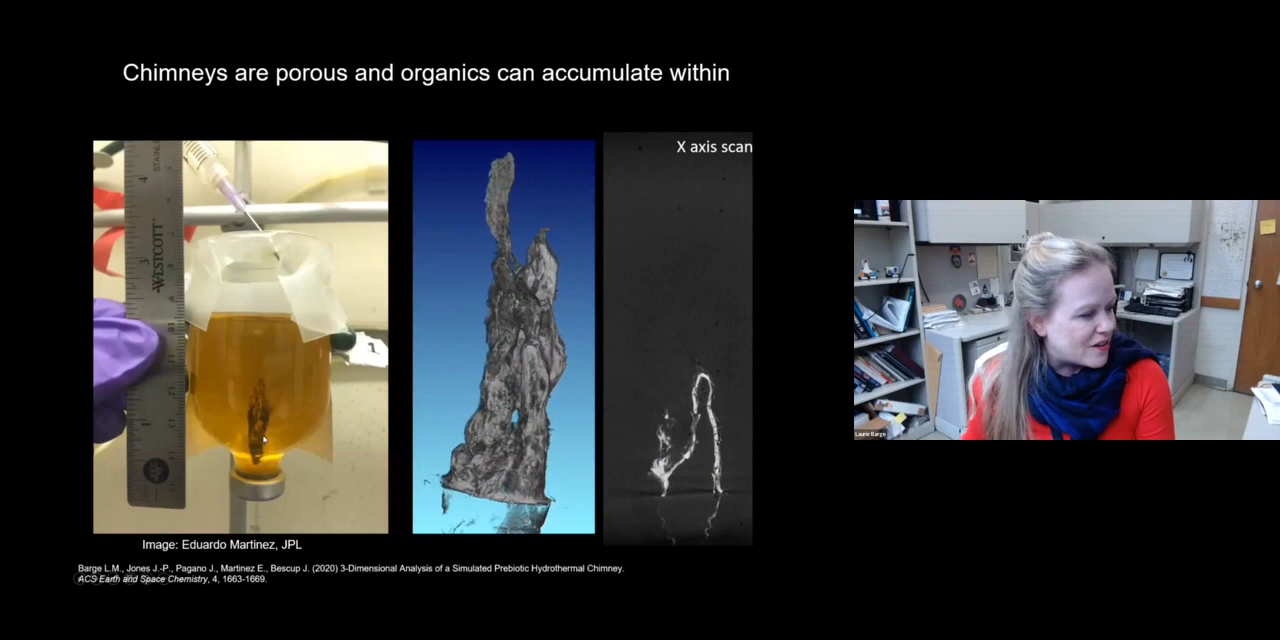 Chimneys are porous and organics can accumulate within
X axis scan
WESTCOTT
Image: Eduardo Martinez, JPL
Barge L.M., Jones J.-P., Pagano J., Martinez E., Bescup J. (2020) 3-Dimensional Analysis of a Simulated Prebiotic Hydrothermal Chimney.
ACS Earth and Space Chemistry, 4, 1663-1669.
Laurie Barge